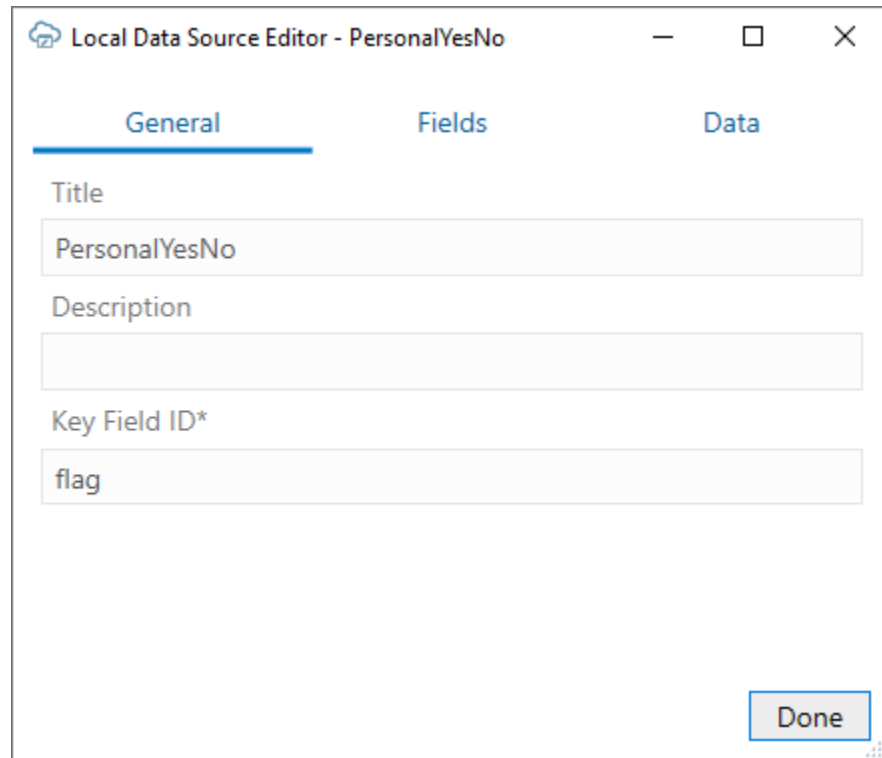 Local Data Source Editor - PersonalYesNo
General Fields Data
Title
PersonalYesNo
Description
Key Field ID*
flag
Done